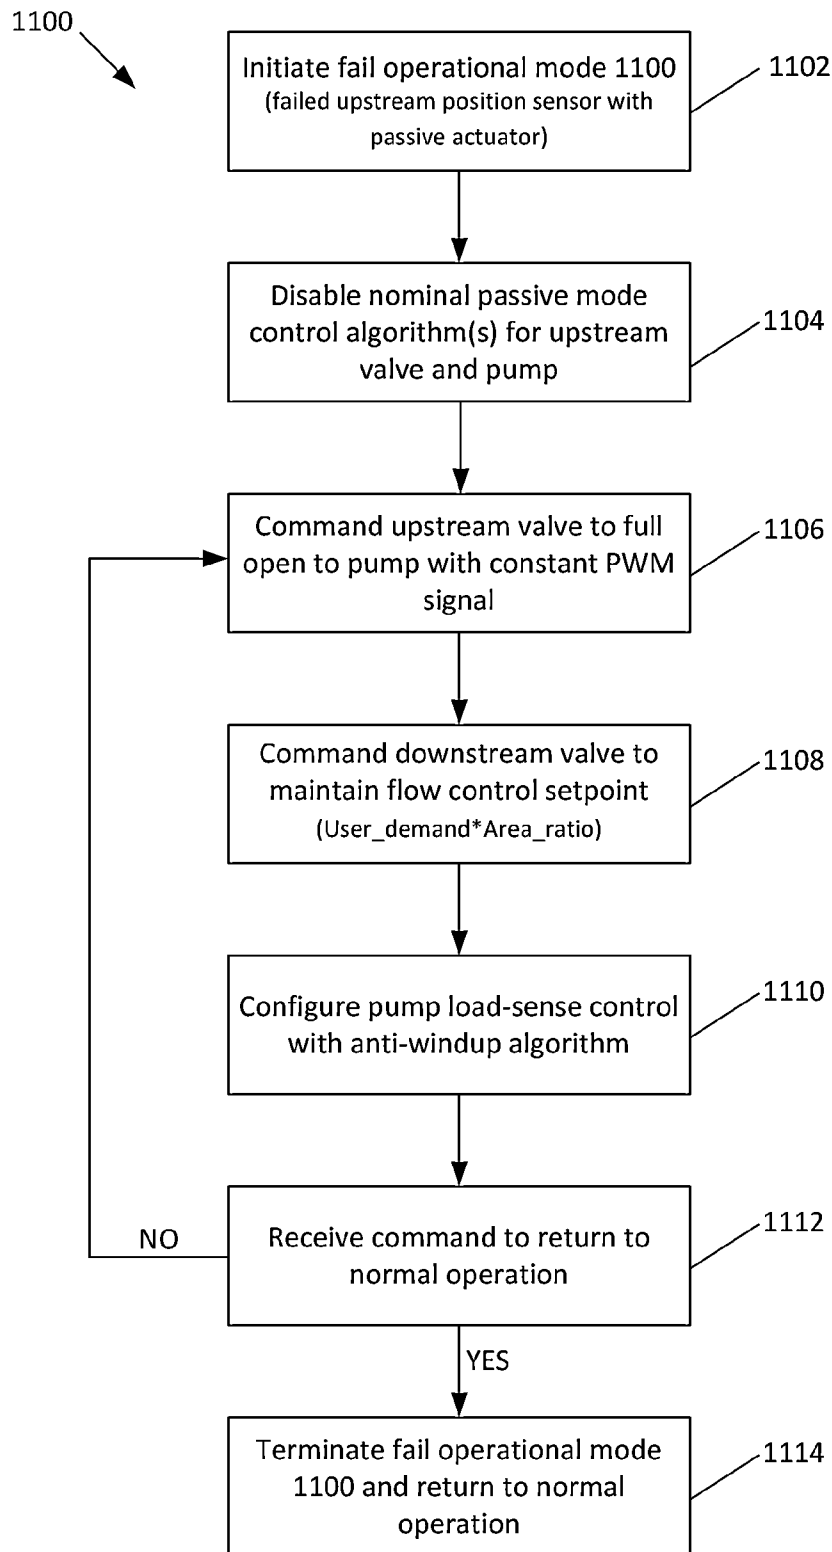 1100
Initiate fail operational mode 1100
(failed upstream position sensor with
passive actuator)
1102
Disable nominal passive mode
control algorithm(s) for upstream
valve and pump
1104
Command upstream valve to full
open to pump with constant PWM
signal
1106
Command downstream valve to
maintain flow control setpoint
(User_demand*Area_ratio)
1108
Configure pump load-sense control
with anti-windup algorithm
1110
Receive command to return to
normal operation
1112
NO
YES
Terminate fail operational mode
1100 and return to normal
operation
1114